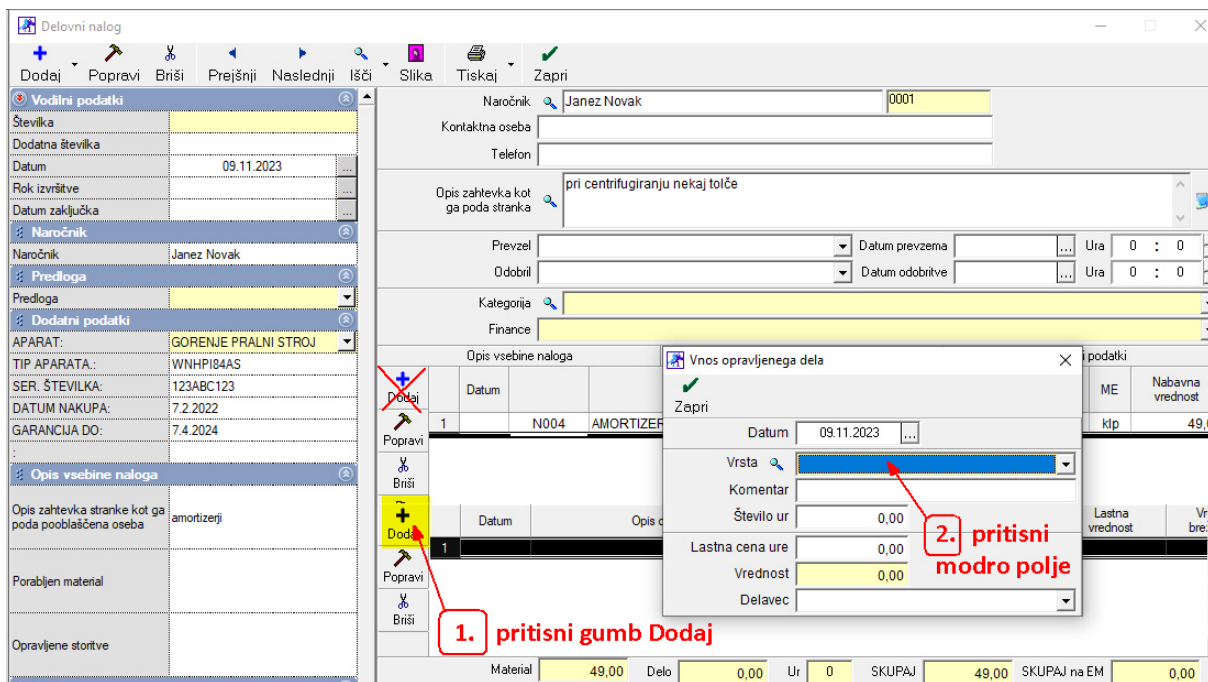 Delovni nalog
Dodaj Popravi Briši Prejšnji Naslednji Išči Slika Tiskaj Zapri
Vodilni podatki
Številka
Dodatna številka
Datum 09.11.2023 ...
Rok izvršitve ...
Datum zaključka ...
Naročnik
Naročnik Janez Novak
Predloga
Predloga
Dodatni podatki
APARAT: GORENJE PRALNI STROJ
TIP APARATA.: WNHPI84AS
SER. ŠTEVILKA: 123ABC123
DATUM NAKUPA: 7.2.2022
GARANCIJA DO: 7.4.2024
:
Opis vsebine naloga
Opis zahtevka stranke kot ga
poda pooblaščena oseba
amortizerji
Porabljen material
Opravljene storitve
Naročnik Janez Novak 0001
Kontaktna oseba
Telefon
Opis zahtevka kot
ga poda stranka
pri centrifugiranju nekaj tolče
Prevzel Datum prevzema ... Ura 0 : 0
Odobril Datum odobritve ... Ura 0 : 0
Kategorija
Finance
Opis vsebine naloga
i podatki
Dodaj
Popravi
Briši
Datum ME Nabavna
vrednost
1 N004 AMORTIZER klp 49,
Dodaj
Popravi
Briši
Datum Opis Lastna
vrednost
1
Vnos opravljenega dela
Zapri
Datum 09.11.2023 ...
Vrsta
Komentar
Število ur 0,00
Lastna cena ure 0,00
Vrednost 0,00
Delavec
1. pritisni gumb Dodaj
2. pritisni
modro polje
Material 49,00 Delo 0,00 Ur 0 SKUPAJ 49,00 SKUPAJ na EM 0,00